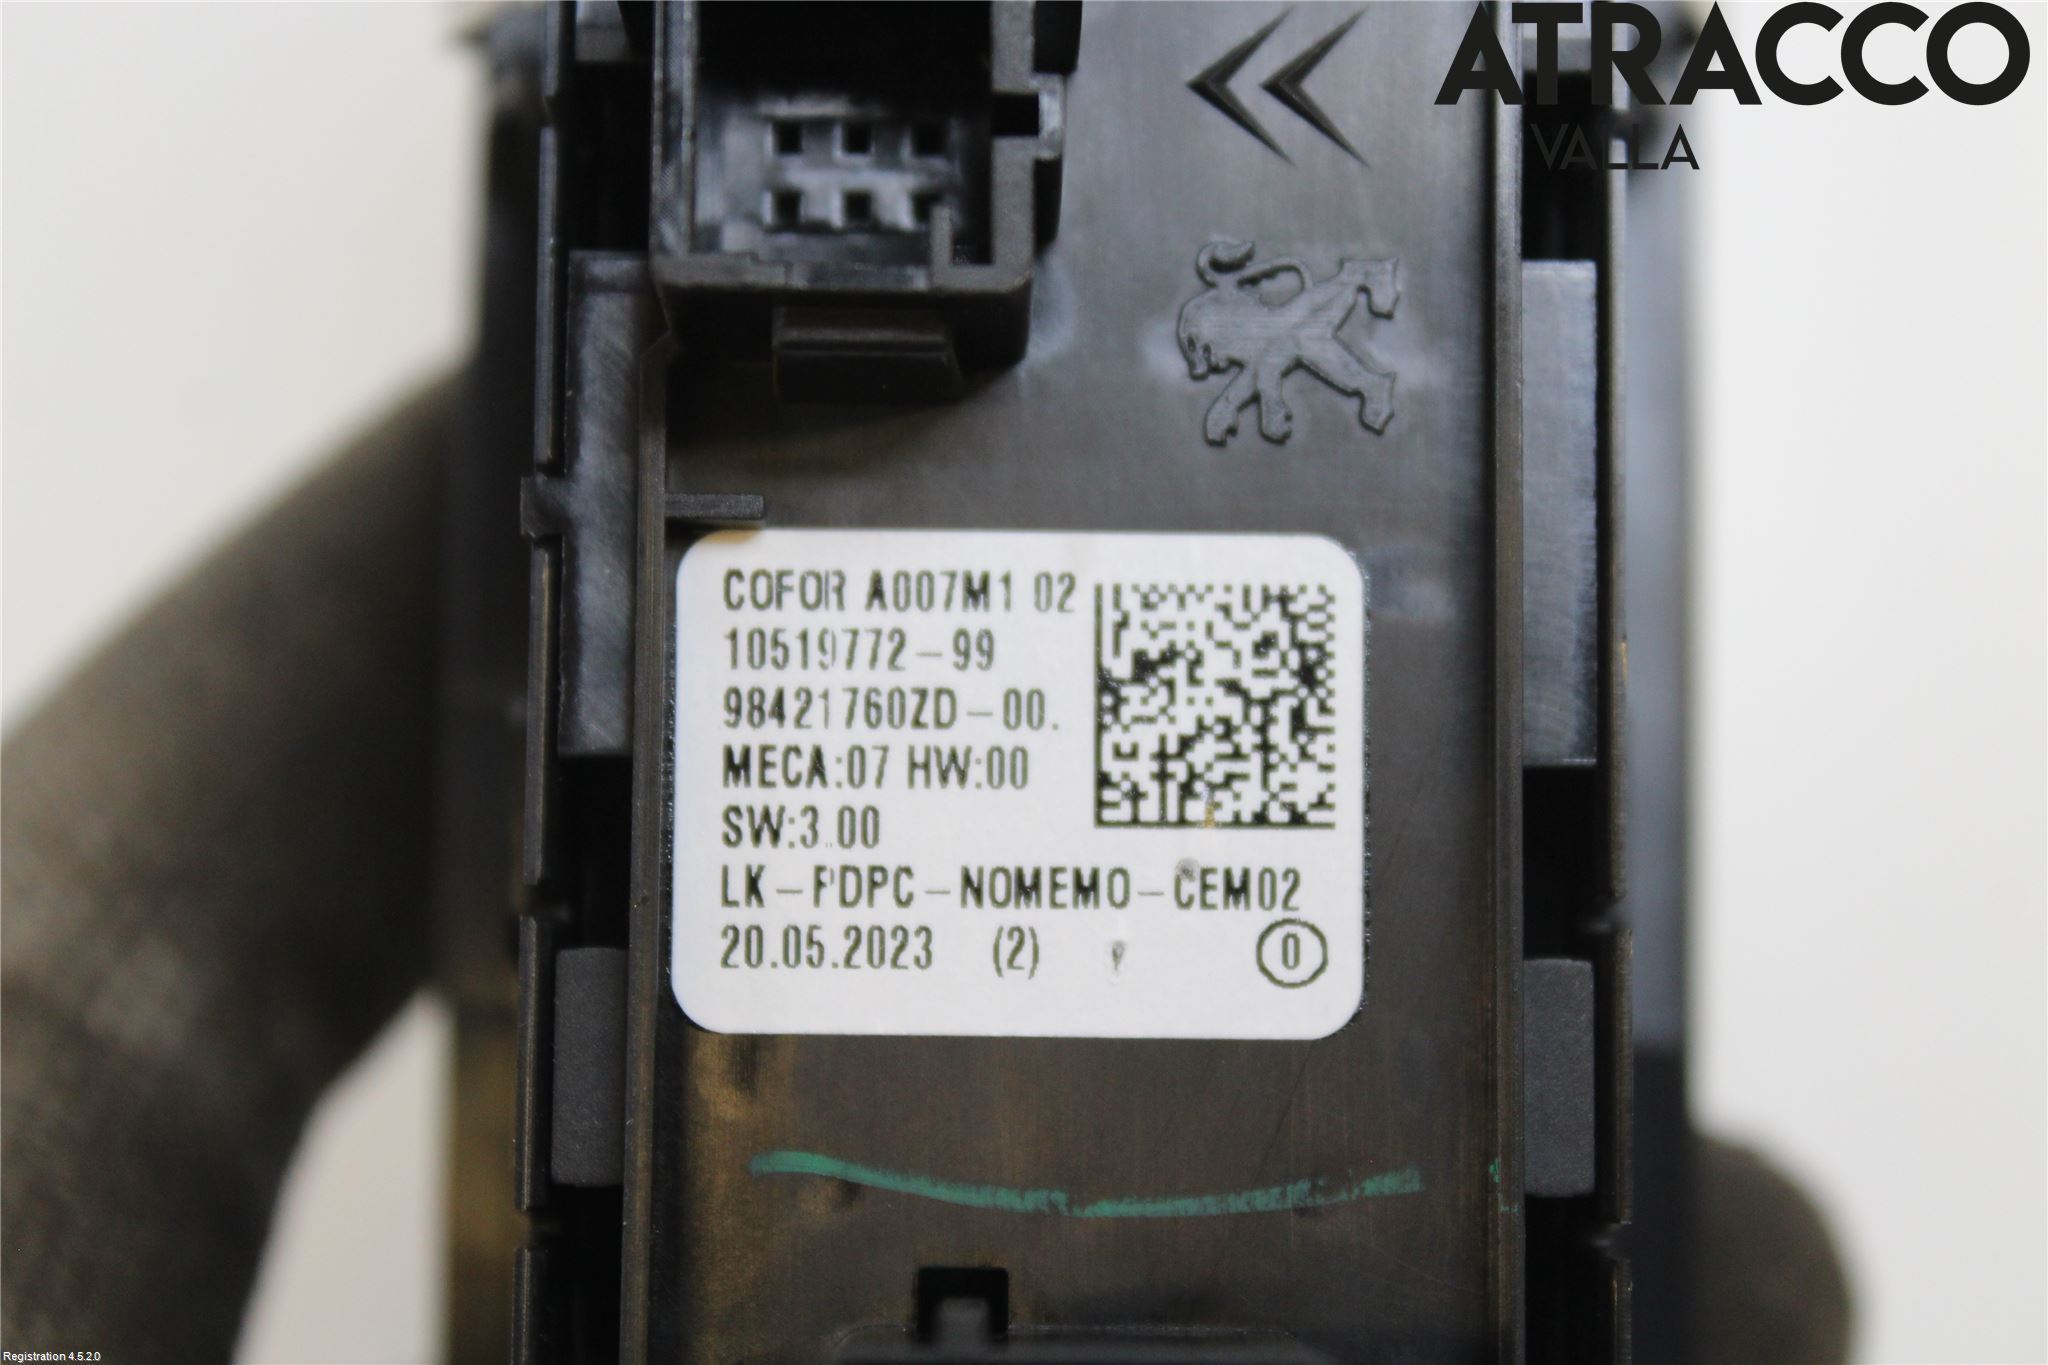 ATRACCO
VALLA
COFOR A007M1 02
10519772-99
98421760ZD-00.
MECA:07 HW:00
SW:3.00
LK-PDPC-NOMEMO-CEM02
20.05.2023 (2) 0
Registration 4.5.2.0